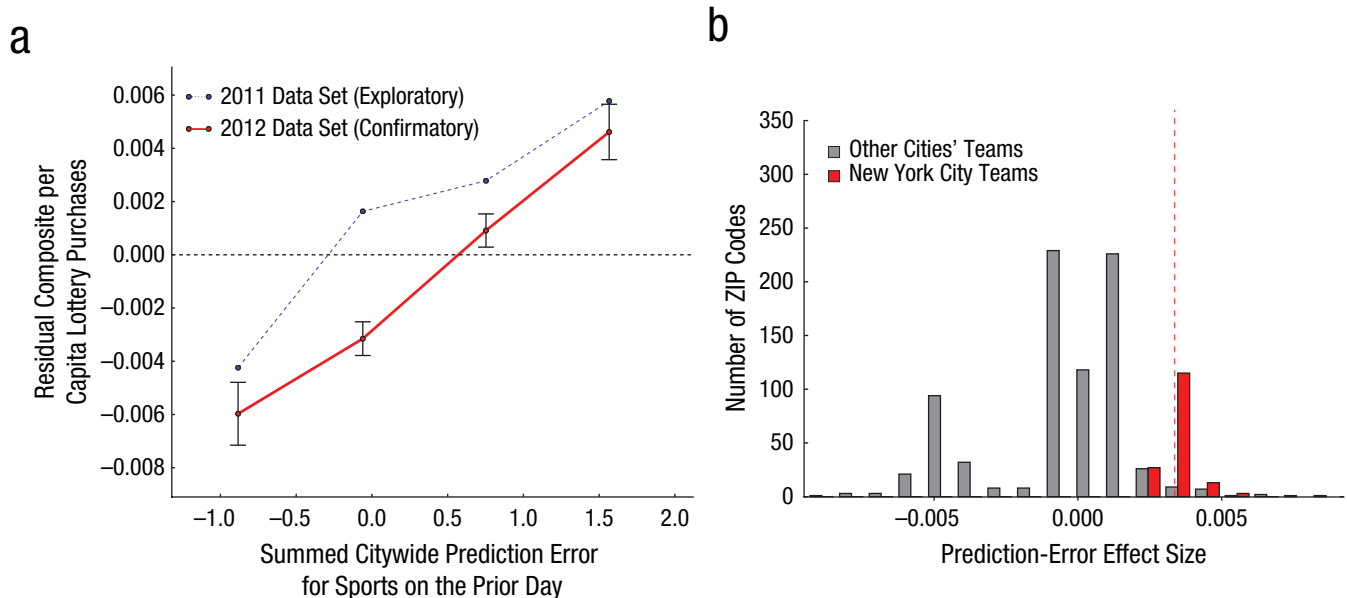 a
Residual Composite per
Capita Lottery Purchases
0.006
0.004
0.002
0.000
−0.002
−0.004
−0.006
−0.008
2011 Data Set (Exploratory)
2012 Data Set (Confirmatory)
−1.0
−0.5
0.0
0.5
1.0
1.5
2.0
Summed Citywide Prediction Error
for Sports on the Prior Day
b
Number of ZIP Codes
350
300
250
200
150
100
50
0
Other Cities’ Teams
New York City Teams
−0.005
0.000
0.005
Prediction-Error Effect Size